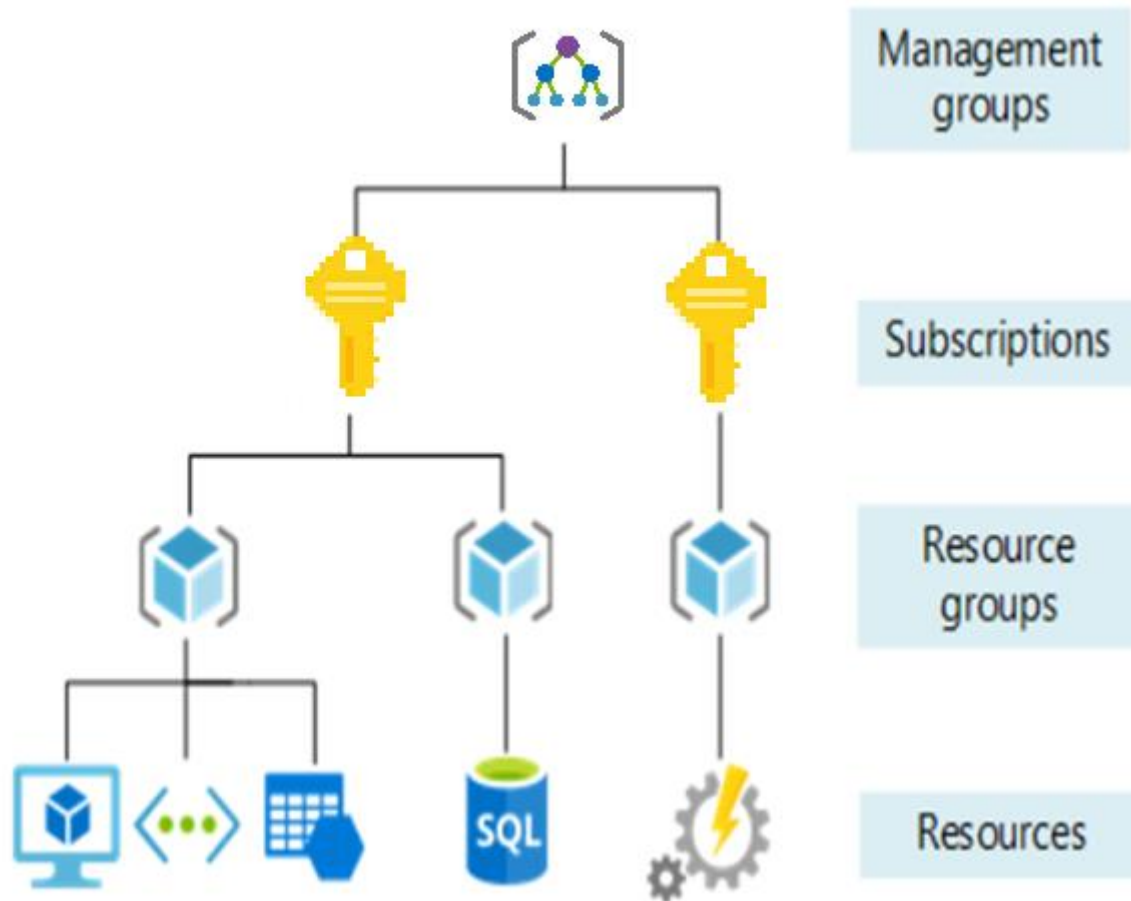 Management
groups
Subscriptions
Resource
groups
SQL
Resources